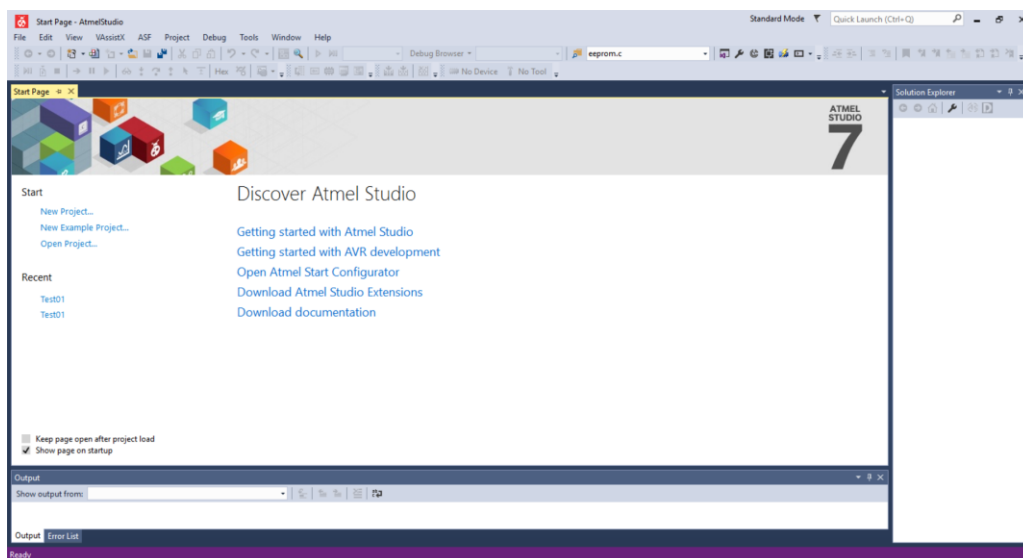 Start Page - AtmelStudio
Standard Mode
Quick Launch (Ctrl+Q)
File Edit View VAssistX ASF Project Debug Tools Window Help
Debug Browser
eeprom.c
Hex
No Device
No Tool
Start Page
Solution Explorer
ATMEL
STUDIO
7
Start
New Project...
New Example Project...
Open Project...
Recent
Test01
Test01
Discover Atmel Studio
Getting started with Atmel Studio
Getting started with AVR development
Open Atmel Start Configurator
Download Atmel Studio Extensions
Download documentation
Keep page open after project load
Show page on startup
Output
Show output from:
Output Error List
Ready